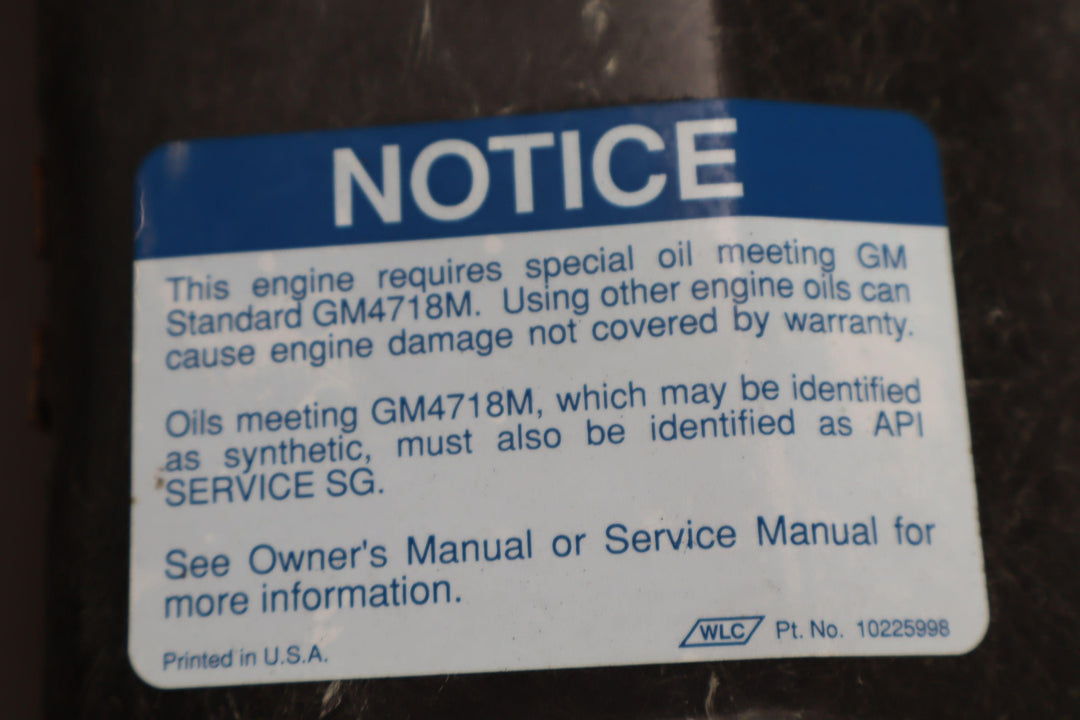 NOTICE
This engine requires special oil meeting GM
Standard GM4718M. Using other engine oils can
cause engine damage not covered by warranty.
Oils meeting GM4718M, which may be identified
as synthetic, must also be identified as API
SERVICE SG.
See Owner's Manual or Service Manual for
more information.
Printed in U.S.A.
WLC Pt. No. 10225998